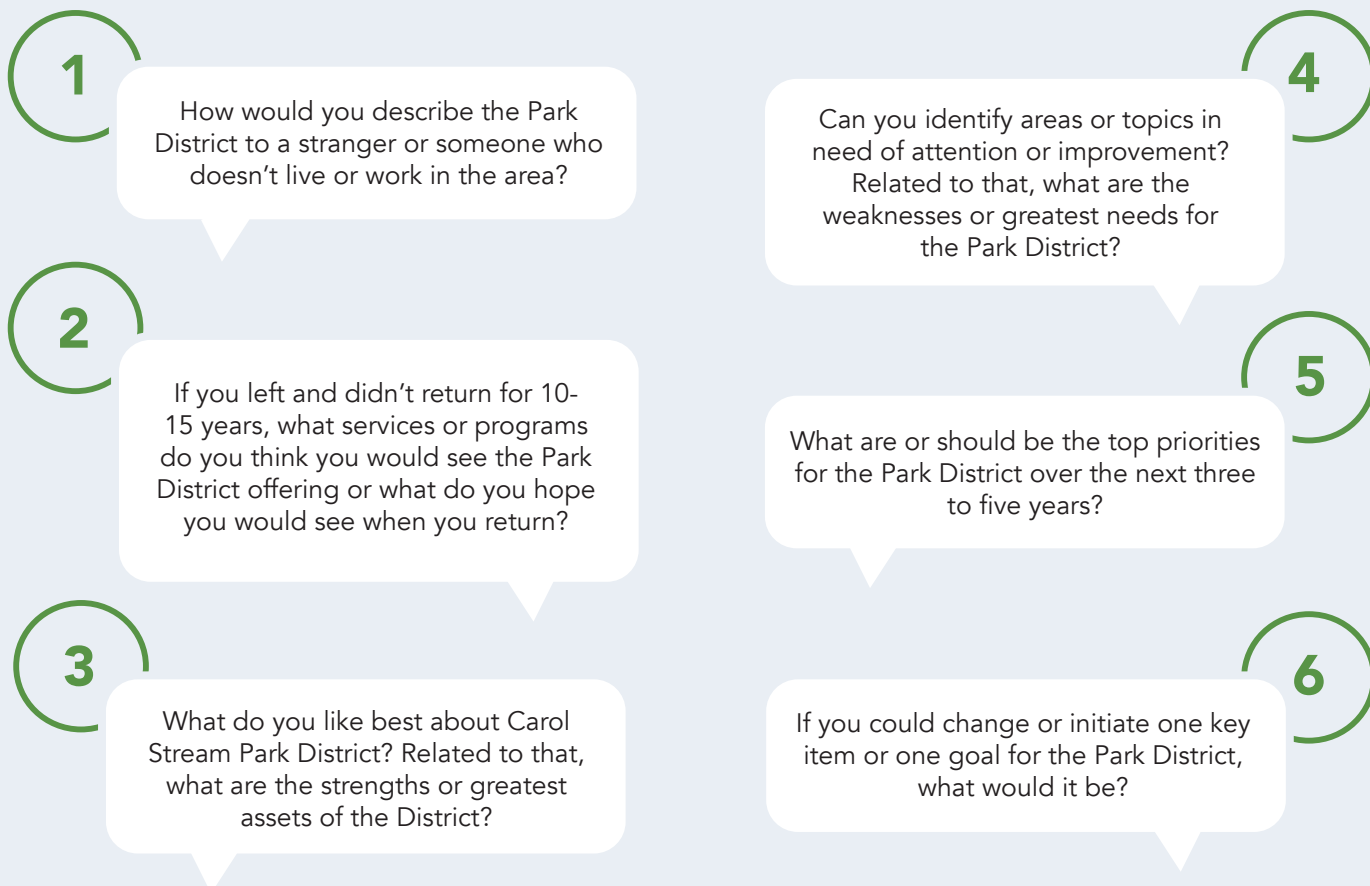 1
How would you describe the Park
District to a stranger or someone who
doesn’t live or work in the area?
2
If you left and didn’t return for 10-
15 years, what services or programs
do you think you would see the Park
District offering or what do you hope
you would see when you return?
3
What do you like best about Carol
Stream Park District? Related to that,
what are the strengths or greatest
assets of the District?
4
Can you identify areas or topics in
need of attention or improvement?
Related to that, what are the
weaknesses or greatest needs for
the Park District?
5
What are or should be the top priorities
for the Park District over the next three
to five years?
6
If you could change or initiate one key
item or one goal for the Park District,
what would it be?